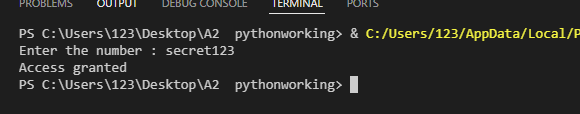 PROBLEMS OUTPUT DEBUG CONSOLE TERMINAL PORTS
PS C:\Users\123\Desktop\A2  pythonworking> & C:/Users/123/AppData/Local/P
Enter the number : secret123
Access granted
PS C:\Users\123\Desktop\A2  pythonworking>